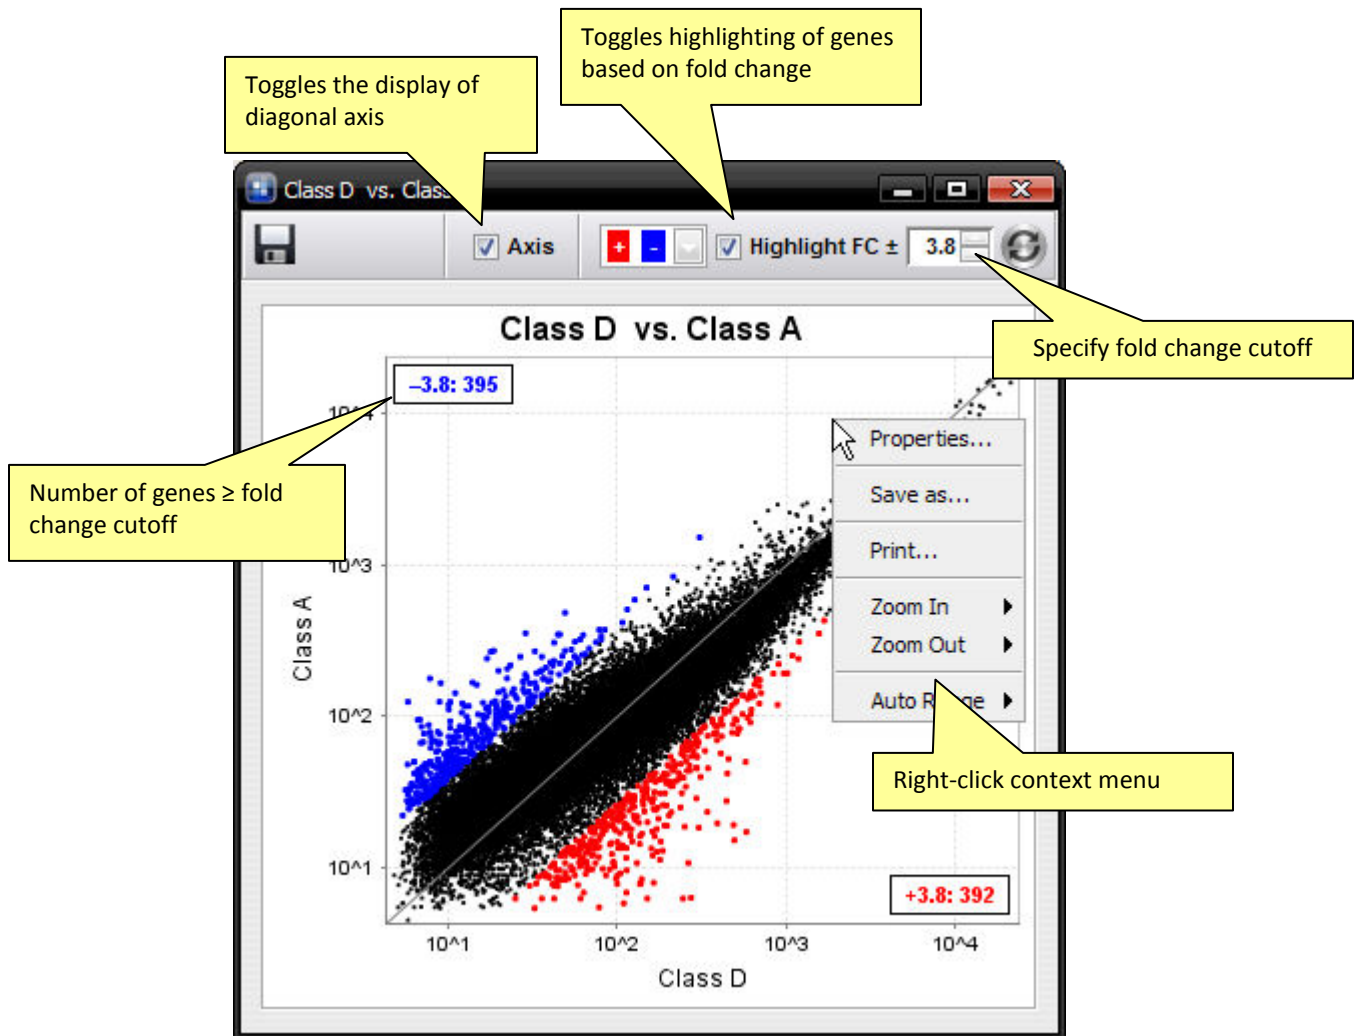 Toggles highlighting of genes
based on fold change
Toggles the display of
diagonal axis
Class D vs. Clas
Axis
+ -
Highlight FC ± 3.8
Class D vs. Class A
Specify fold change cutoff
–3.8: 395
10^4
Properties...
Save as...
Number of genes ≥ fold
change cutoff
Print...
10^3
Zoom In
Class A
Zoom Out
10^2
Auto R ge
Right-click context menu
10^1
+3.8: 392
10^1 10^2 10^3 10^4
Class D